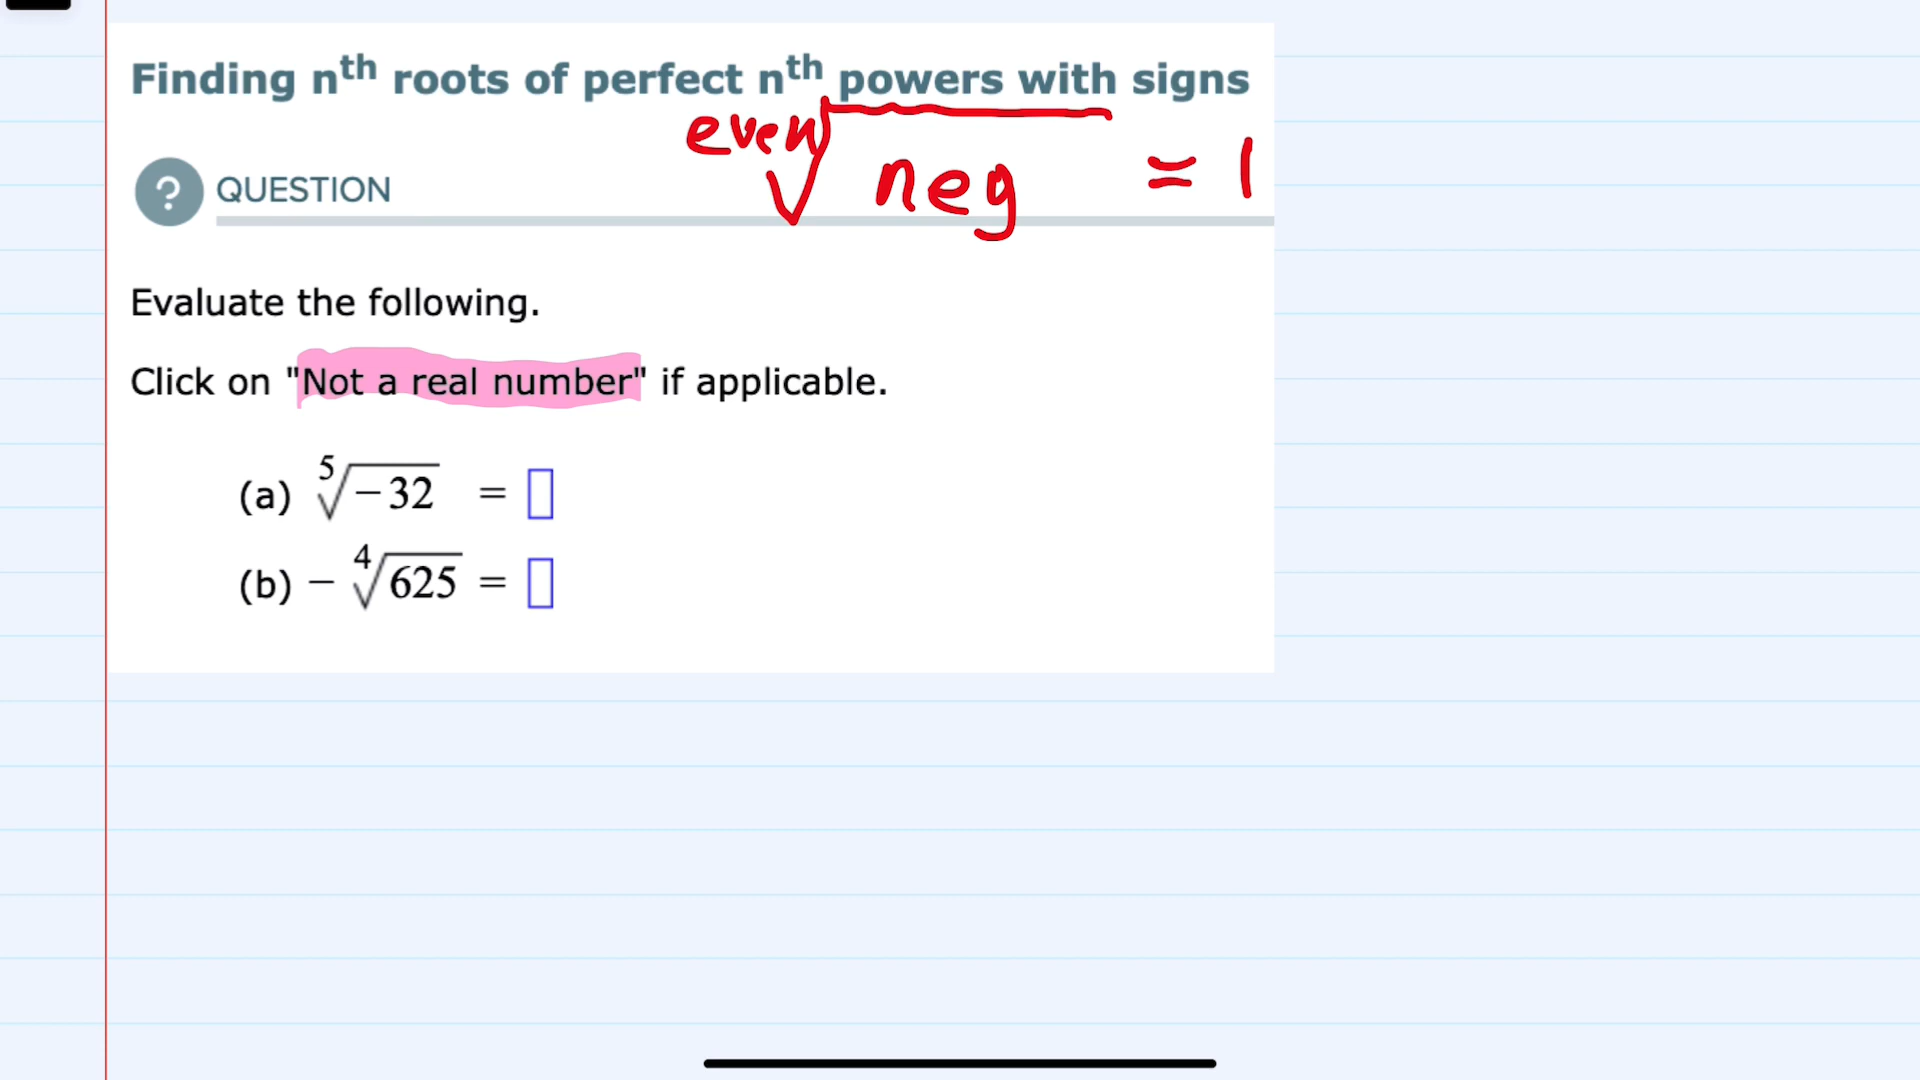 Finding nth roots of perfect nth powers with signs
even√neg = 1
? QUESTION
Evaluate the following.
Click on "Not a real number" if applicable.
(a) ⁵√−32 = ▯
(b) − ⁴√625 = ▯